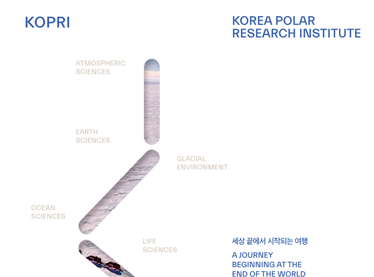 KOPRI
KOREA POLAR
RESEARCH INSTITUTE
ATMOSPHERIC
SCIENCES
EARTH
SCIENCES
GLACIAL
ENVIRONMENT
OCEAN
SCIENCES
LIFE
SCIENCES
세상 끝에서 시작되는 여행
A JOURNEY
BEGINNING AT THE
END OF THE WORLD